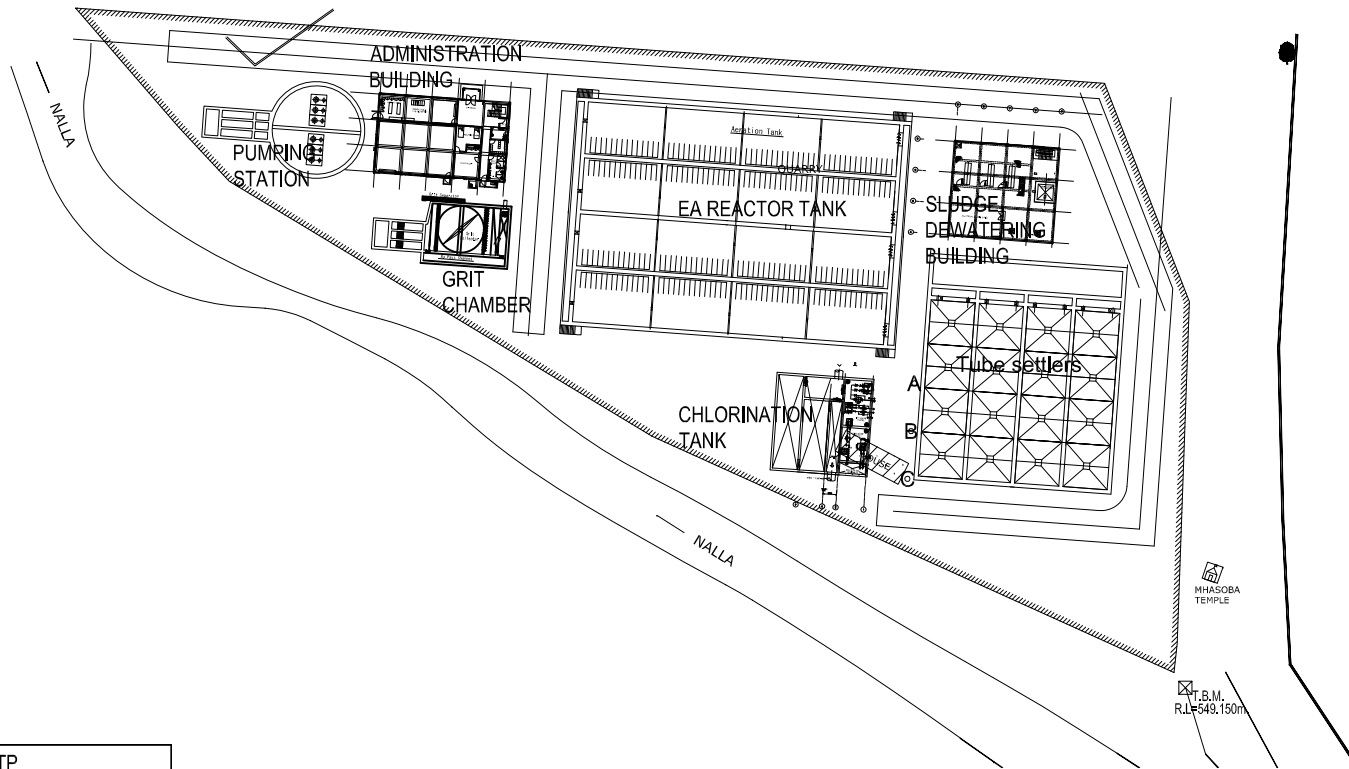 ADMINISTRATION
BUILDING
NALLA
PUMPING
STATION
Aeration Tank
QUARRY
EA REACTOR TANK
SLUDGE
DEWATERING
BUILDING
GRIT
CHAMBER
Tube settlers
A
CHLORINATION
TANK
B
C
NALLA
MHASOBA
TEMPLE
T.B.M.
R.L=549.150m
TP